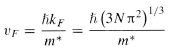 v_F = ħk_F / m* = ħ (3Nπ²)^{1/3} / m*